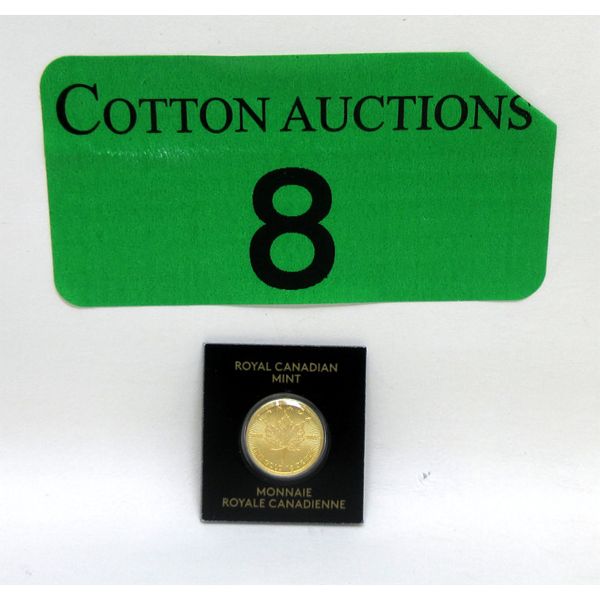 COTTON AUCTIONS
8
ROYAL CANADIAN
MINT
MONNAIE
ROYALE CANADIENNE